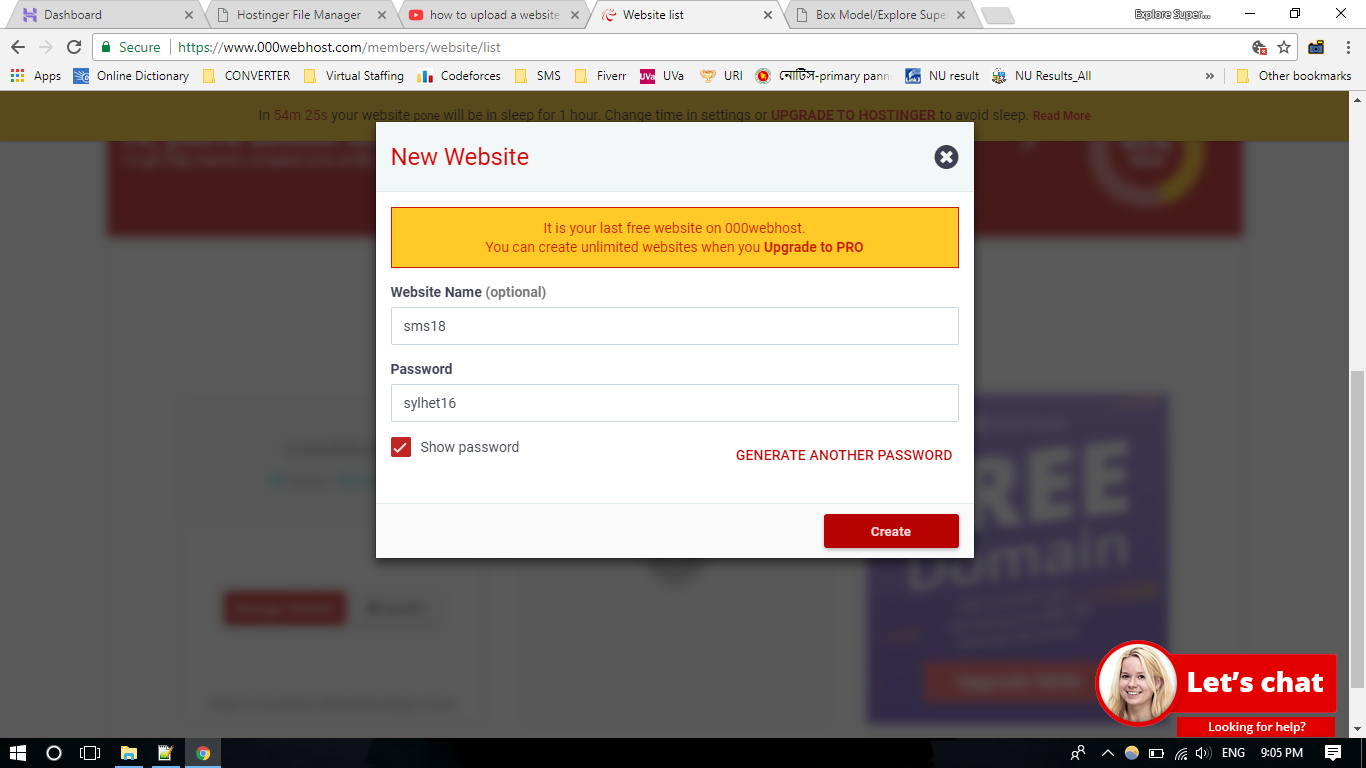 Dashboard
Hostinger File Manager
how to upload a website
Website list
Box Model/Explore Supe
Explore Super...
Secure
https://www.000webhost.com/members/website/list
Apps
Online Dictionary
CONVERTER
Virtual Staffing
Codeforces
SMS
Fiverr
UVa
UVa
URI
নোটিস-primary pann
NU result
NU Results_All
»
Other bookmarks
In 54m 25s your website pone will be in sleep for 1 hour. Change time in settings or UPGRADE TO HOSTINGER to avoid sleep. Read More
New Website
It is your last free website on 000webhost.
You can create unlimited websites when you Upgrade to PRO
Website Name (optional)
sms18
Password
sylhet16
Show password
GENERATE ANOTHER PASSWORD
Create
FREE
Domain
Let's chat
Looking for help?
ENG
9:05 PM